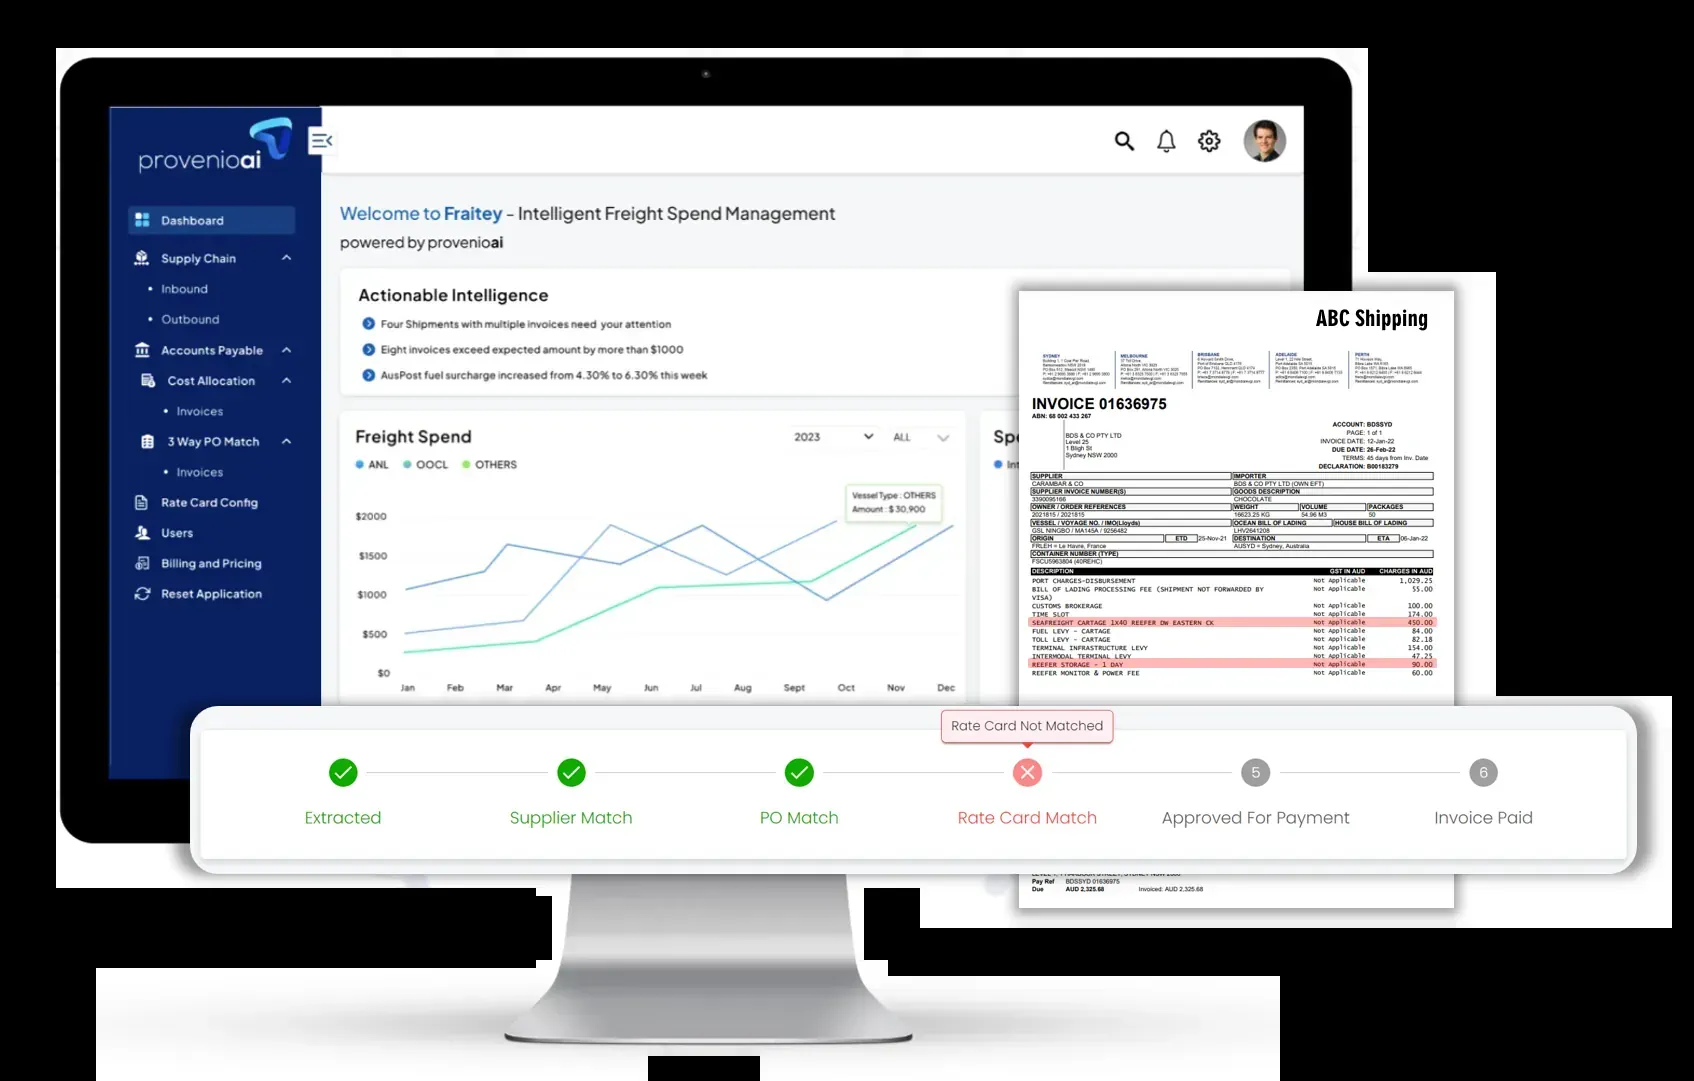 provenioai
Dashboard
Supply Chain
Inbound
Outbound
Accounts Payable
Cost Allocation
Invoices
3 Way PO Match
Invoices
Rate Card Config
Users
Billing and Pricing
Reset Application
Welcome to Fraitey - Intelligent Freight Spend Management
powered by provenioai
Actionable Intelligence
Four Shipments with multiple invoices need your attention
Eight invoices exceed expected amount by more than $1000
AusPost fuel surcharge increased from 4.30% to 6.30% this week
Freight Spend
2023
ALL
ANL OOCL OTHERS
Vessel Type : OTHERS
Amount : $ 30,900
$2000
$1500
$1000
$500
$0
Jan Feb Mar Apr May Jun Jul Aug Sept Oct Nov Dec
Spe
Int
ABC Shipping
SYDNEY MELBOURNE BRISBANE ADELAIDE PERTH
INVOICE 01636975
ABN: 68 002 433 267
BDS & CO PTY LTD
Level 25
1 Bligh St
Sydney NSW 2000
ACCOUNT: BDSSYD
PAGE: 1 of 1
INVOICE DATE: 12-Jan-22
DUE DATE: 26-Feb-22
TERMS: 45 days from Inv. Date
DECLARATION: B00183279
SUPPLIER IMPORTER
CARAMBAR & CO BDS & CO PTY LTD (OWN EFT)
SUPPLIER INVOICE NUMBER(S) GOODS DESCRIPTION
3390095166 CHOCOLATE
OWNER / ORDER REFERENCES WEIGHT VOLUME PACKAGES
2021815 / 2021815 16623.25 KG 54.96 M3 50
VESSEL / VOYAGE NO. / IMO(Lloyds) OCEAN BILL OF LADING HOUSE BILL OF LADING
GSL NINGBO / MA145A / 9256482 LHV2641208
ORIGIN ETD 25-Nov-21 DESTINATION ETA 06-Jan-22
FRLEH = Le Havre, France AUSYD = Sydney, Australia
CONTAINER NUMBER (TYPE)
FSCU5963804 (40REHC)
DESCRIPTION GST IN AUD CHARGES IN AUD
PORT CHARGES-DISBURSEMENT Not Applicable 1,029.25
BILL OF LADING PROCESSING FEE (SHIPMENT NOT FORWARDED BY Not Applicable 55.00
VISA)
CUSTOMS BROKERAGE Not Applicable 100.00
TIME SLOT Not Applicable 174.00
SEAFREIGHT CARTAGE 1X40 REEFER DW EASTERN CK Not Applicable 450.00
FUEL LEVY - CARTAGE Not Applicable 84.00
TOLL LEVY - CARTAGE Not Applicable 82.18
TERMINAL INFRASTRUCTURE LEVY Not Applicable 154.00
INTERMODAL TERMINAL LEVY Not Applicable 47.25
REEFER STORAGE - 1 DAY Not Applicable 90.00
REEFER MONITOR & POWER FEE Not Applicable 60.00
Rate Card Not Matched
5
6
Extracted
Supplier Match
PO Match
Rate Card Match
Approved For Payment
Invoice Paid
Pay Ref BDSSYD 01636975
Due AUD 2,325.68 Invoiced: AUD 2,325.68